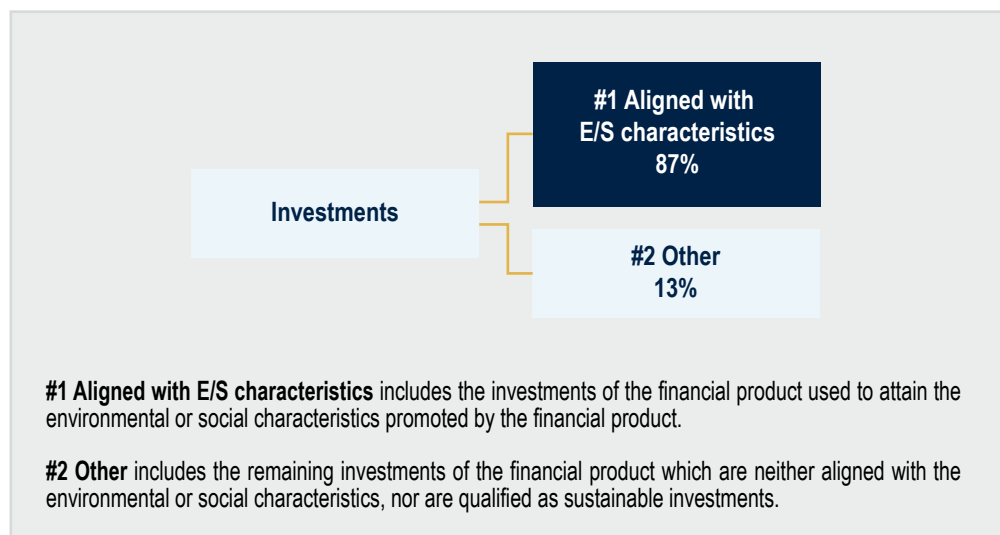 #1 Aligned with
E/S characteristics
87%
Investments
#2 Other
13%
#1 Aligned with E/S characteristics includes the investments of the financial product used to attain the
environmental or social characteristics promoted by the financial product.
#2 Other includes the remaining investments of the financial product which are neither aligned with the
environmental or social characteristics, nor are qualified as sustainable investments.